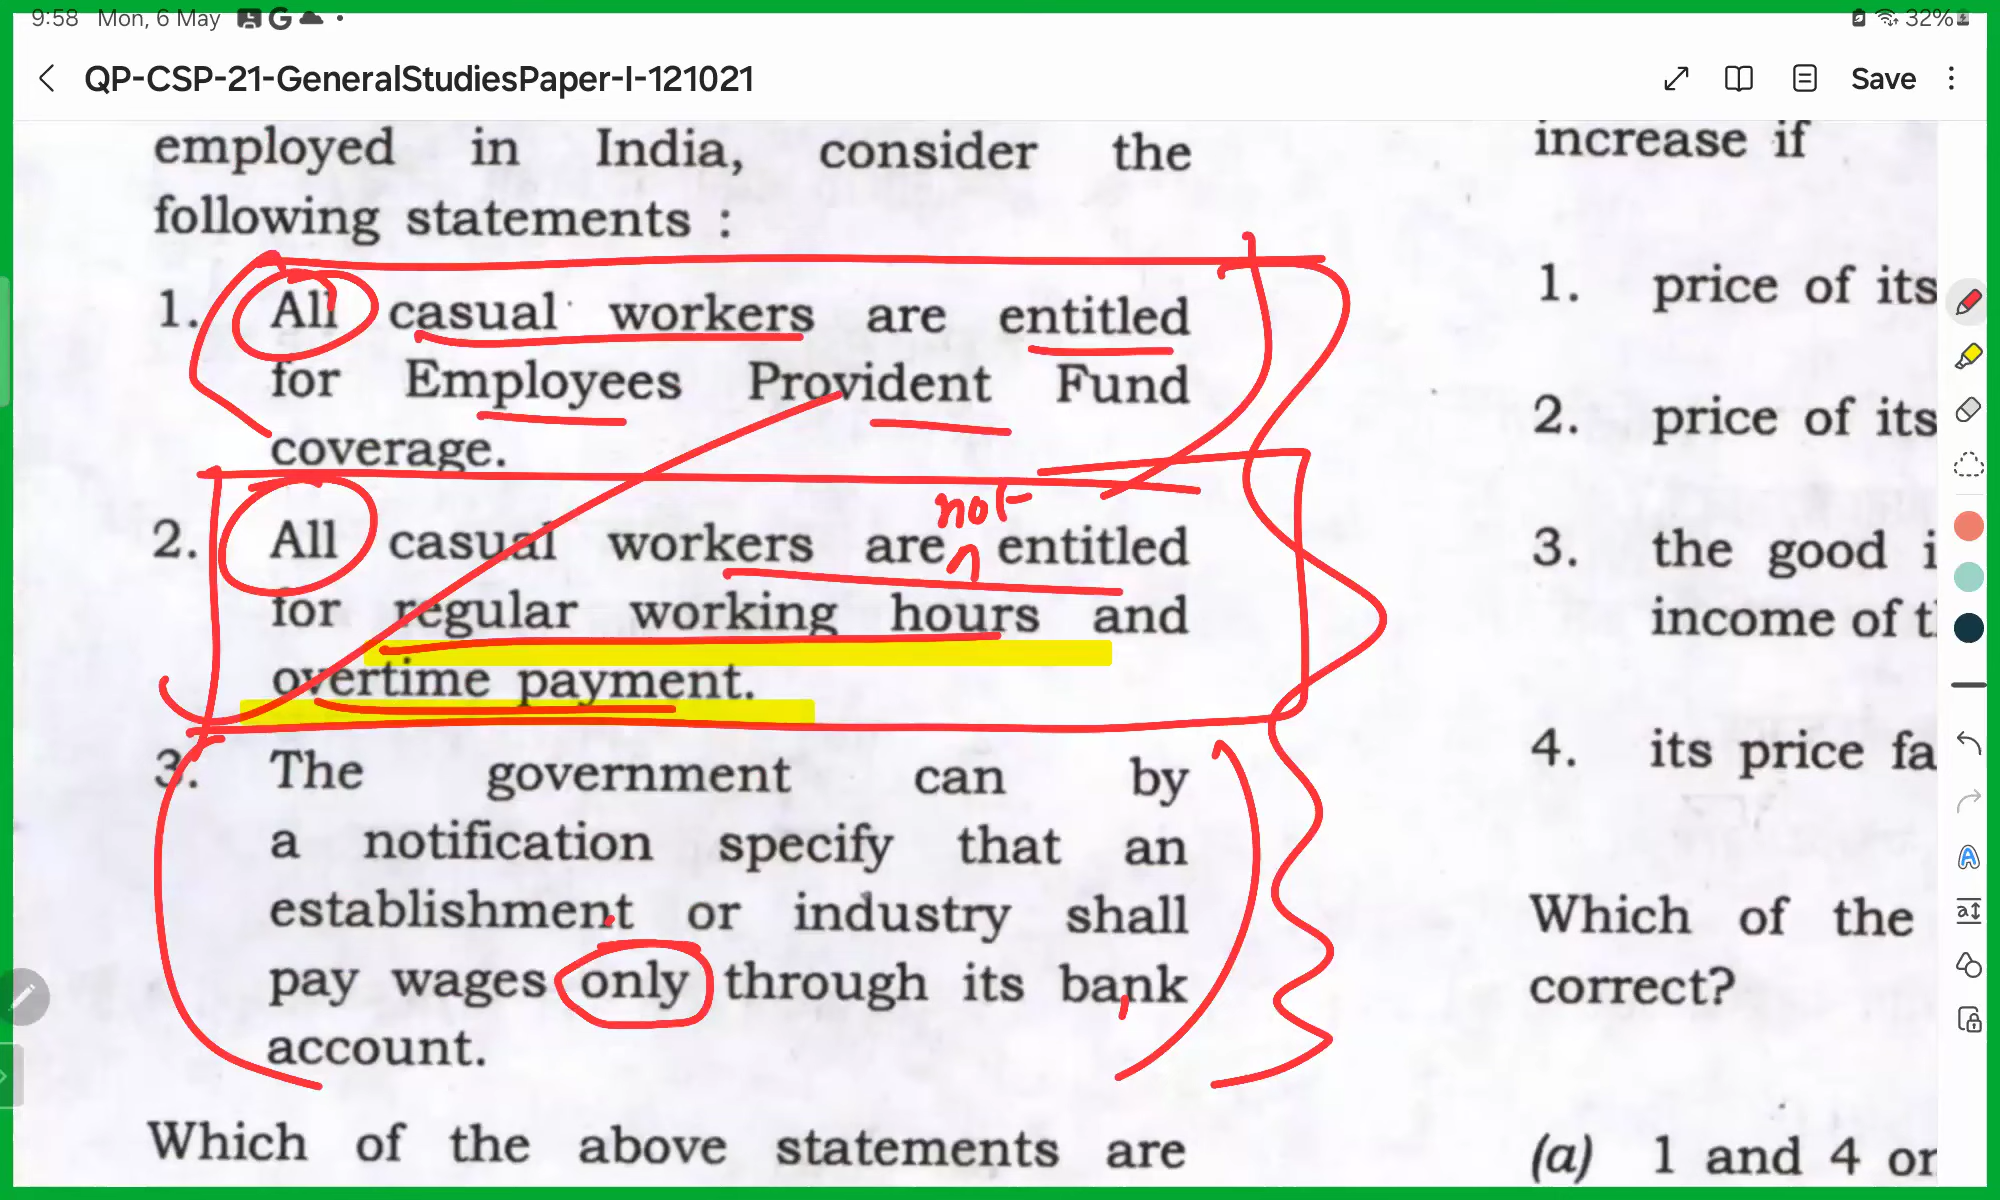 9:58 Mon, 6 May
32%
QP-CSP-21-GeneralStudiesPaper-I-121021
Save
employed in India, consider the
following statements :
1. All casual workers are entitled
for Employees Provident Fund
coverage.
not
2. All casual workers are entitled
for regular working hours and
overtime payment.
3. The government can by
a notification specify that an
establishment or industry shall
pay wages only through its bank
account.
Which of the above statements are
increase if
1. price of its
2. price of its
3. the good i
income of t
4. its price fa
Which of the
correct?
(a) 1 and 4 or